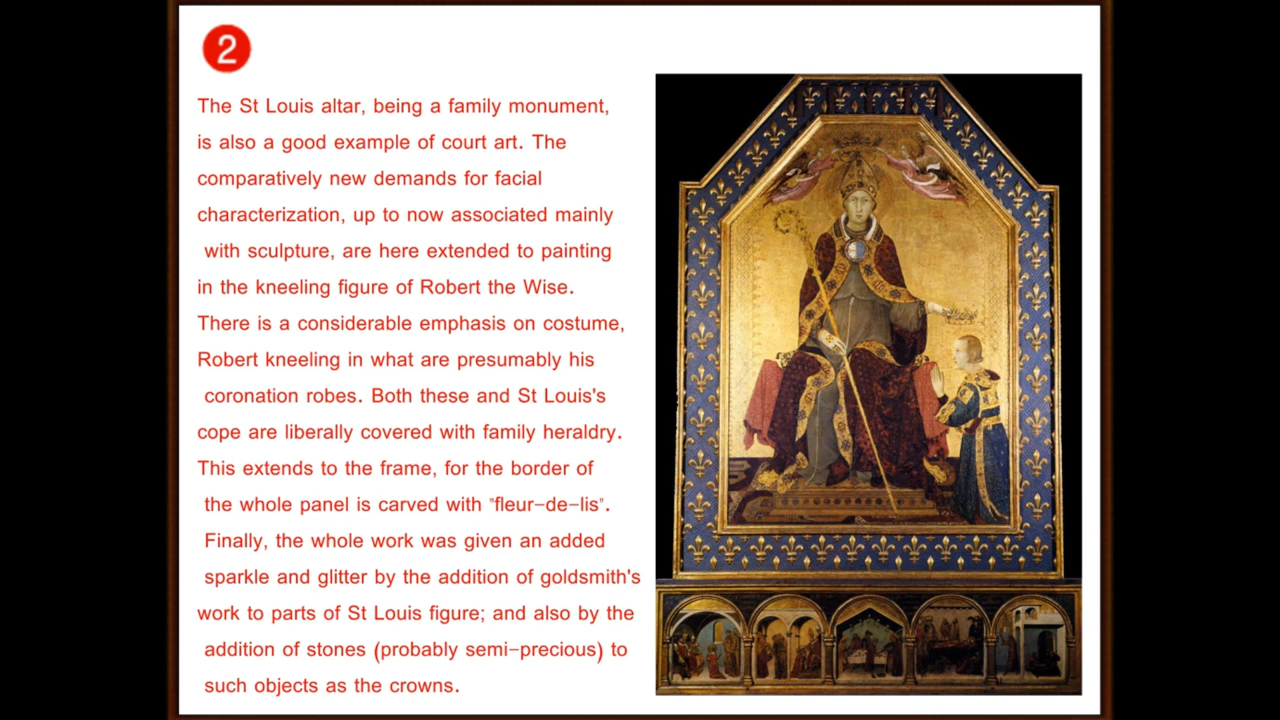 2
The St Louis altar, being a family monument,
is also a good example of court art. The
comparatively new demands for facial
characterization, up to now associated mainly
with sculpture, are here extended to painting
in the kneeling figure of Robert the Wise.
There is a considerable emphasis on costume,
Robert kneeling in what are presumably his
coronation robes. Both these and St Louis's
cope are liberally covered with family heraldry.
This extends to the frame, for the border of
the whole panel is carved with "fleur-de-lis".
Finally, the whole work was given an added
sparkle and glitter by the addition of goldsmith's
work to parts of St Louis figure; and also by the
addition of stones (probably semi-precious) to
such objects as the crowns.